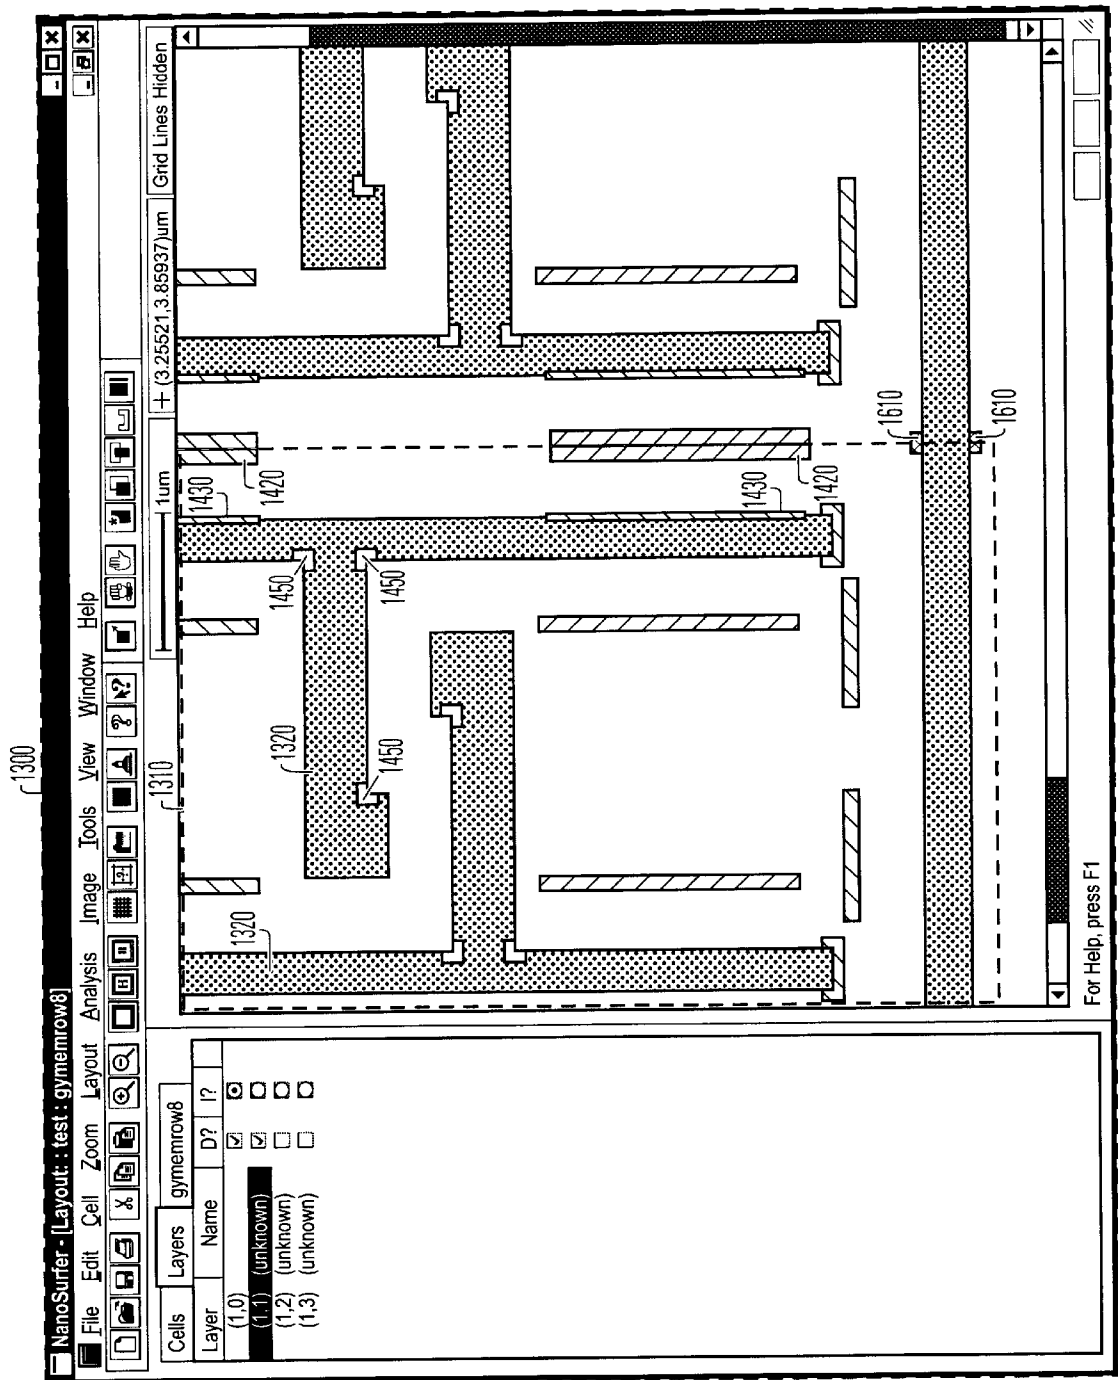 1300
NanoSurfer - [Layout: : test : gymemrow8]
File Edit Cell Zoom Layout Analysis Image Tools View Window Help
1310
1um
(3.25521,3.85937)um
Grid Lines Hidden
Cells Layers gymemrow8
Layer Name D? I?
(1,0)
(1,1) (unknown)
(1,2) (unknown)
(1,3) (unknown)
1430
1420
1450
1450
1320
1320
1450
1430
1420
1610
1610
For Help, press F1